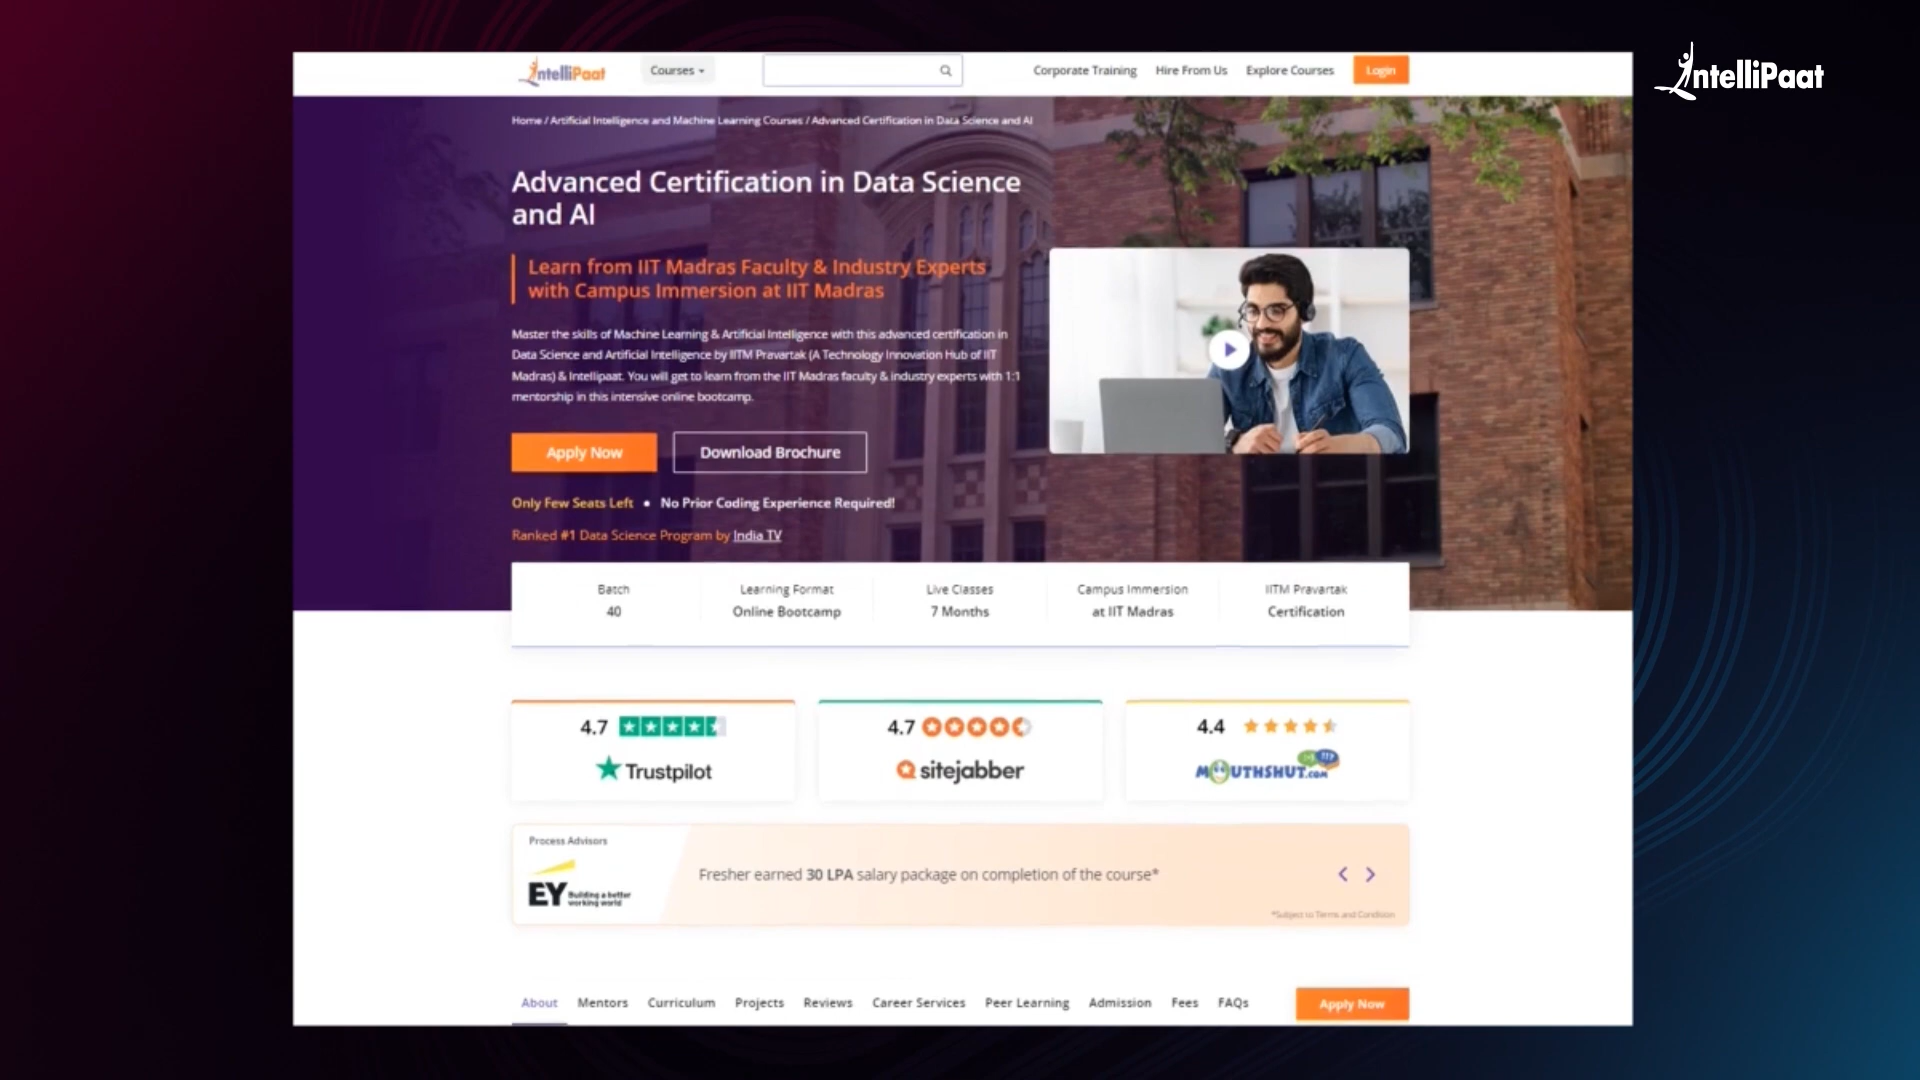 IntelliPaat
Courses
Corporate Training
Hire From Us
Explore Courses
Login
IntelliPaat
Home / Artificial Intelligence and Machine Learning Courses / Advanced Certification in Data Science and AI
Advanced Certification in Data Science
and AI
Learn from IIT Madras Faculty & Industry Experts
with Campus Immersion at IIT Madras
Master the skills of Machine Learning & Artificial Intelligence with this advanced certification in
Data Science and Artificial Intelligence by IITM Pravartak (A Technology Innovation Hub of IIT
Madras) & Intellipaat. You will get to learn from the IIT Madras faculty & industry experts with 1:1
mentorship in this intensive online bootcamp.
Apply Now
Download Brochure
Only Few Seats Left • No Prior Coding Experience Required!
Ranked #1 Data Science Program by India TV
Batch
40
Learning Format
Online Bootcamp
Live Classes
7 Months
Campus Immersion
at IIT Madras
IITM Pravartak
Certification
4.7
Trustpilot
4.7
sitejabber
4.4
MOUTHSHUT.COM
Process Advisors
EY
Building a better
working world
Fresher earned 30 LPA salary package on completion of the course*
*Subject to Terms and Condition
About
Mentors
Curriculum
Projects
Reviews
Career Services
Peer Learning
Admission
Fees
FAQs
Apply Now